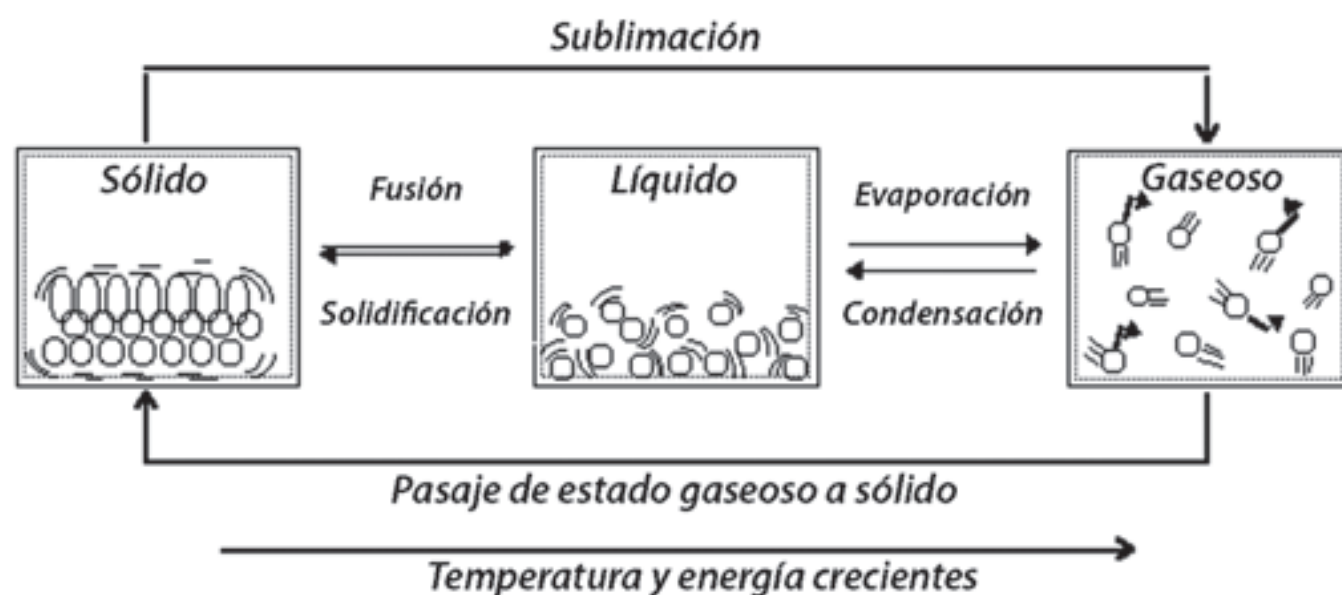 Sublimación
Sólido
Fusión
Solidificación
Líquido
Evaporación
Condensación
Gaseoso
Pasaje de estado gaseoso a sólido
Temperatura y energía crecientes